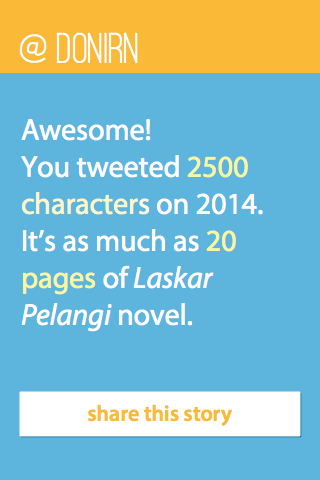 @ DONIRN
Awesome!
You tweeted 2500
characters on 2014.
It's as much as 20
pages of Laskar
Pelangi novel.
share this story